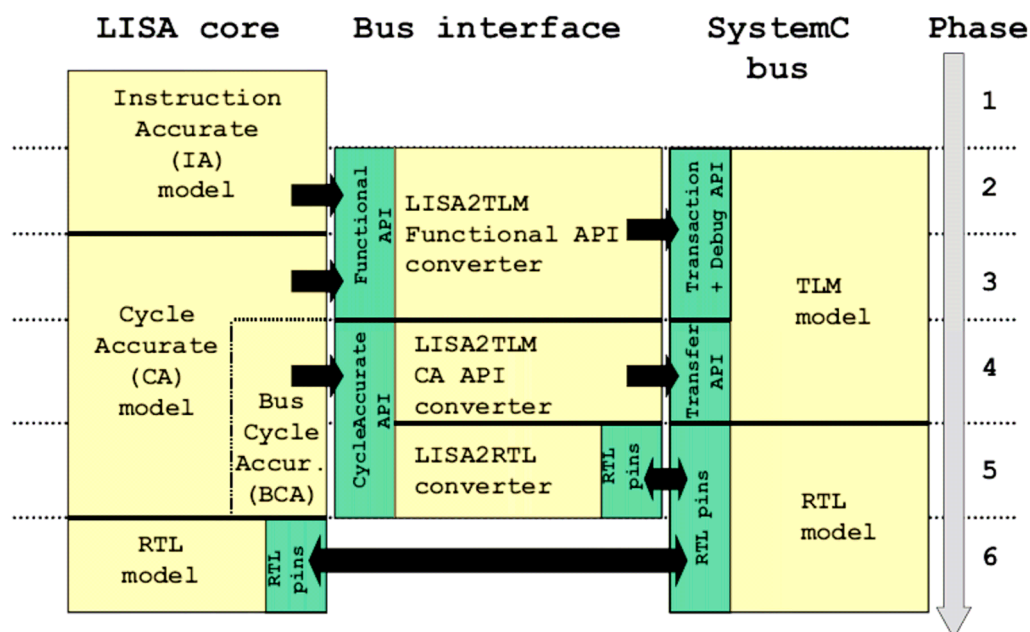 LISA core
Bus interface
SystemC
bus
Phase
Instruction
Accurate
(IA)
model
Cycle
Accurate
(CA)
model
Bus
Cycle
Accur.
(BCA)
RTL
model
RTL
pins
Functional
API
LISA2TLM
Functional API
converter
CycleAccurate
API
LISA2TLM
CA API
converter
LISA2RTL
converter
RTL
pins
Transaction
+ Debug API
Transfer
API
TLM
model
RTL pins
RTL
model
1
2
3
4
5
6